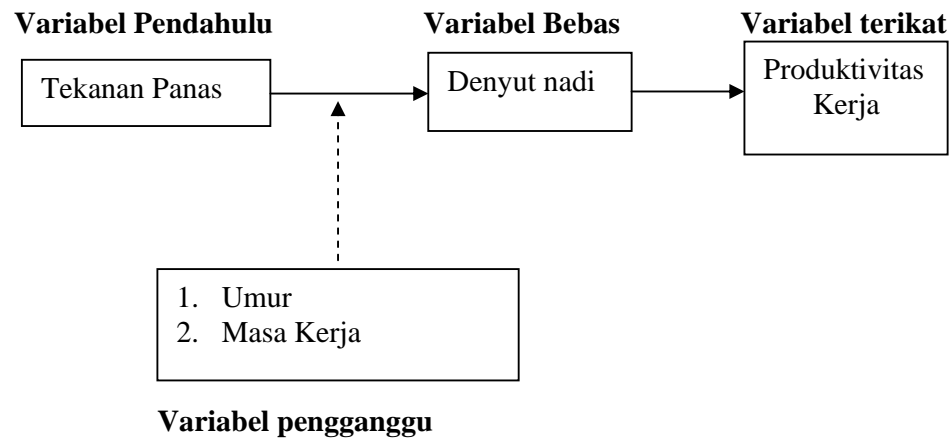 Variabel Pendahulu
Variabel Bebas
Variabel terikat
Tekanan Panas
Denyut nadi
Produktivitas
Kerja
1. Umur
2. Masa Kerja
Variabel pengganggu